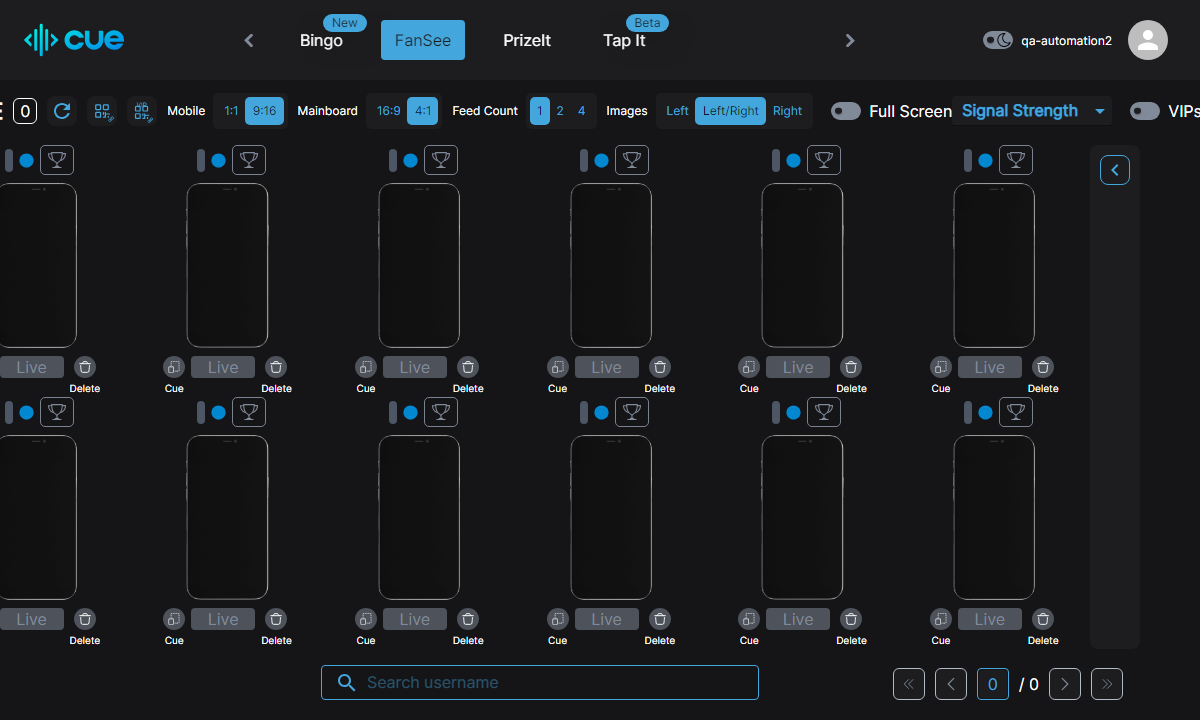 cue
New
Bingo
FanSee
PrizeIt
Beta
Tap It
qa-automation2
0
Mobile
1:1
9:16
Mainboard
16:9
4:1
Feed Count
1
2
4
Images
Left
Left/Right
Right
Full Screen
Signal Strength
VIPs
Live
Live
Live
Live
Live
Live
Delete
Cue
Delete
Cue
Delete
Cue
Delete
Cue
Delete
Cue
Delete
Live
Live
Live
Live
Live
Live
Delete
Cue
Delete
Cue
Delete
Cue
Delete
Cue
Delete
Cue
Delete
Search username
0
/ 0